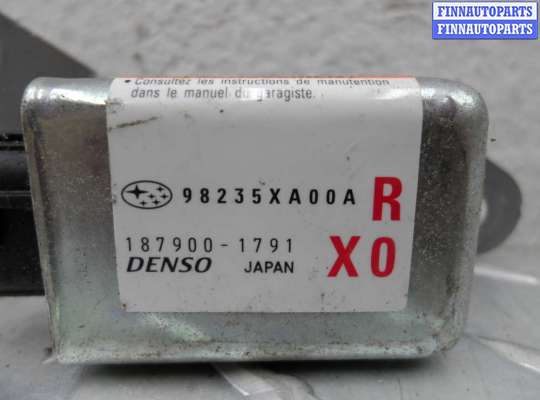 FINNAUTOPARTS
FINNAUTOPARTS
• Consultez les instructions de manutention
dans le manuel du garagiste.
98235XA00A R
187900-1791
DENSO JAPAN X0